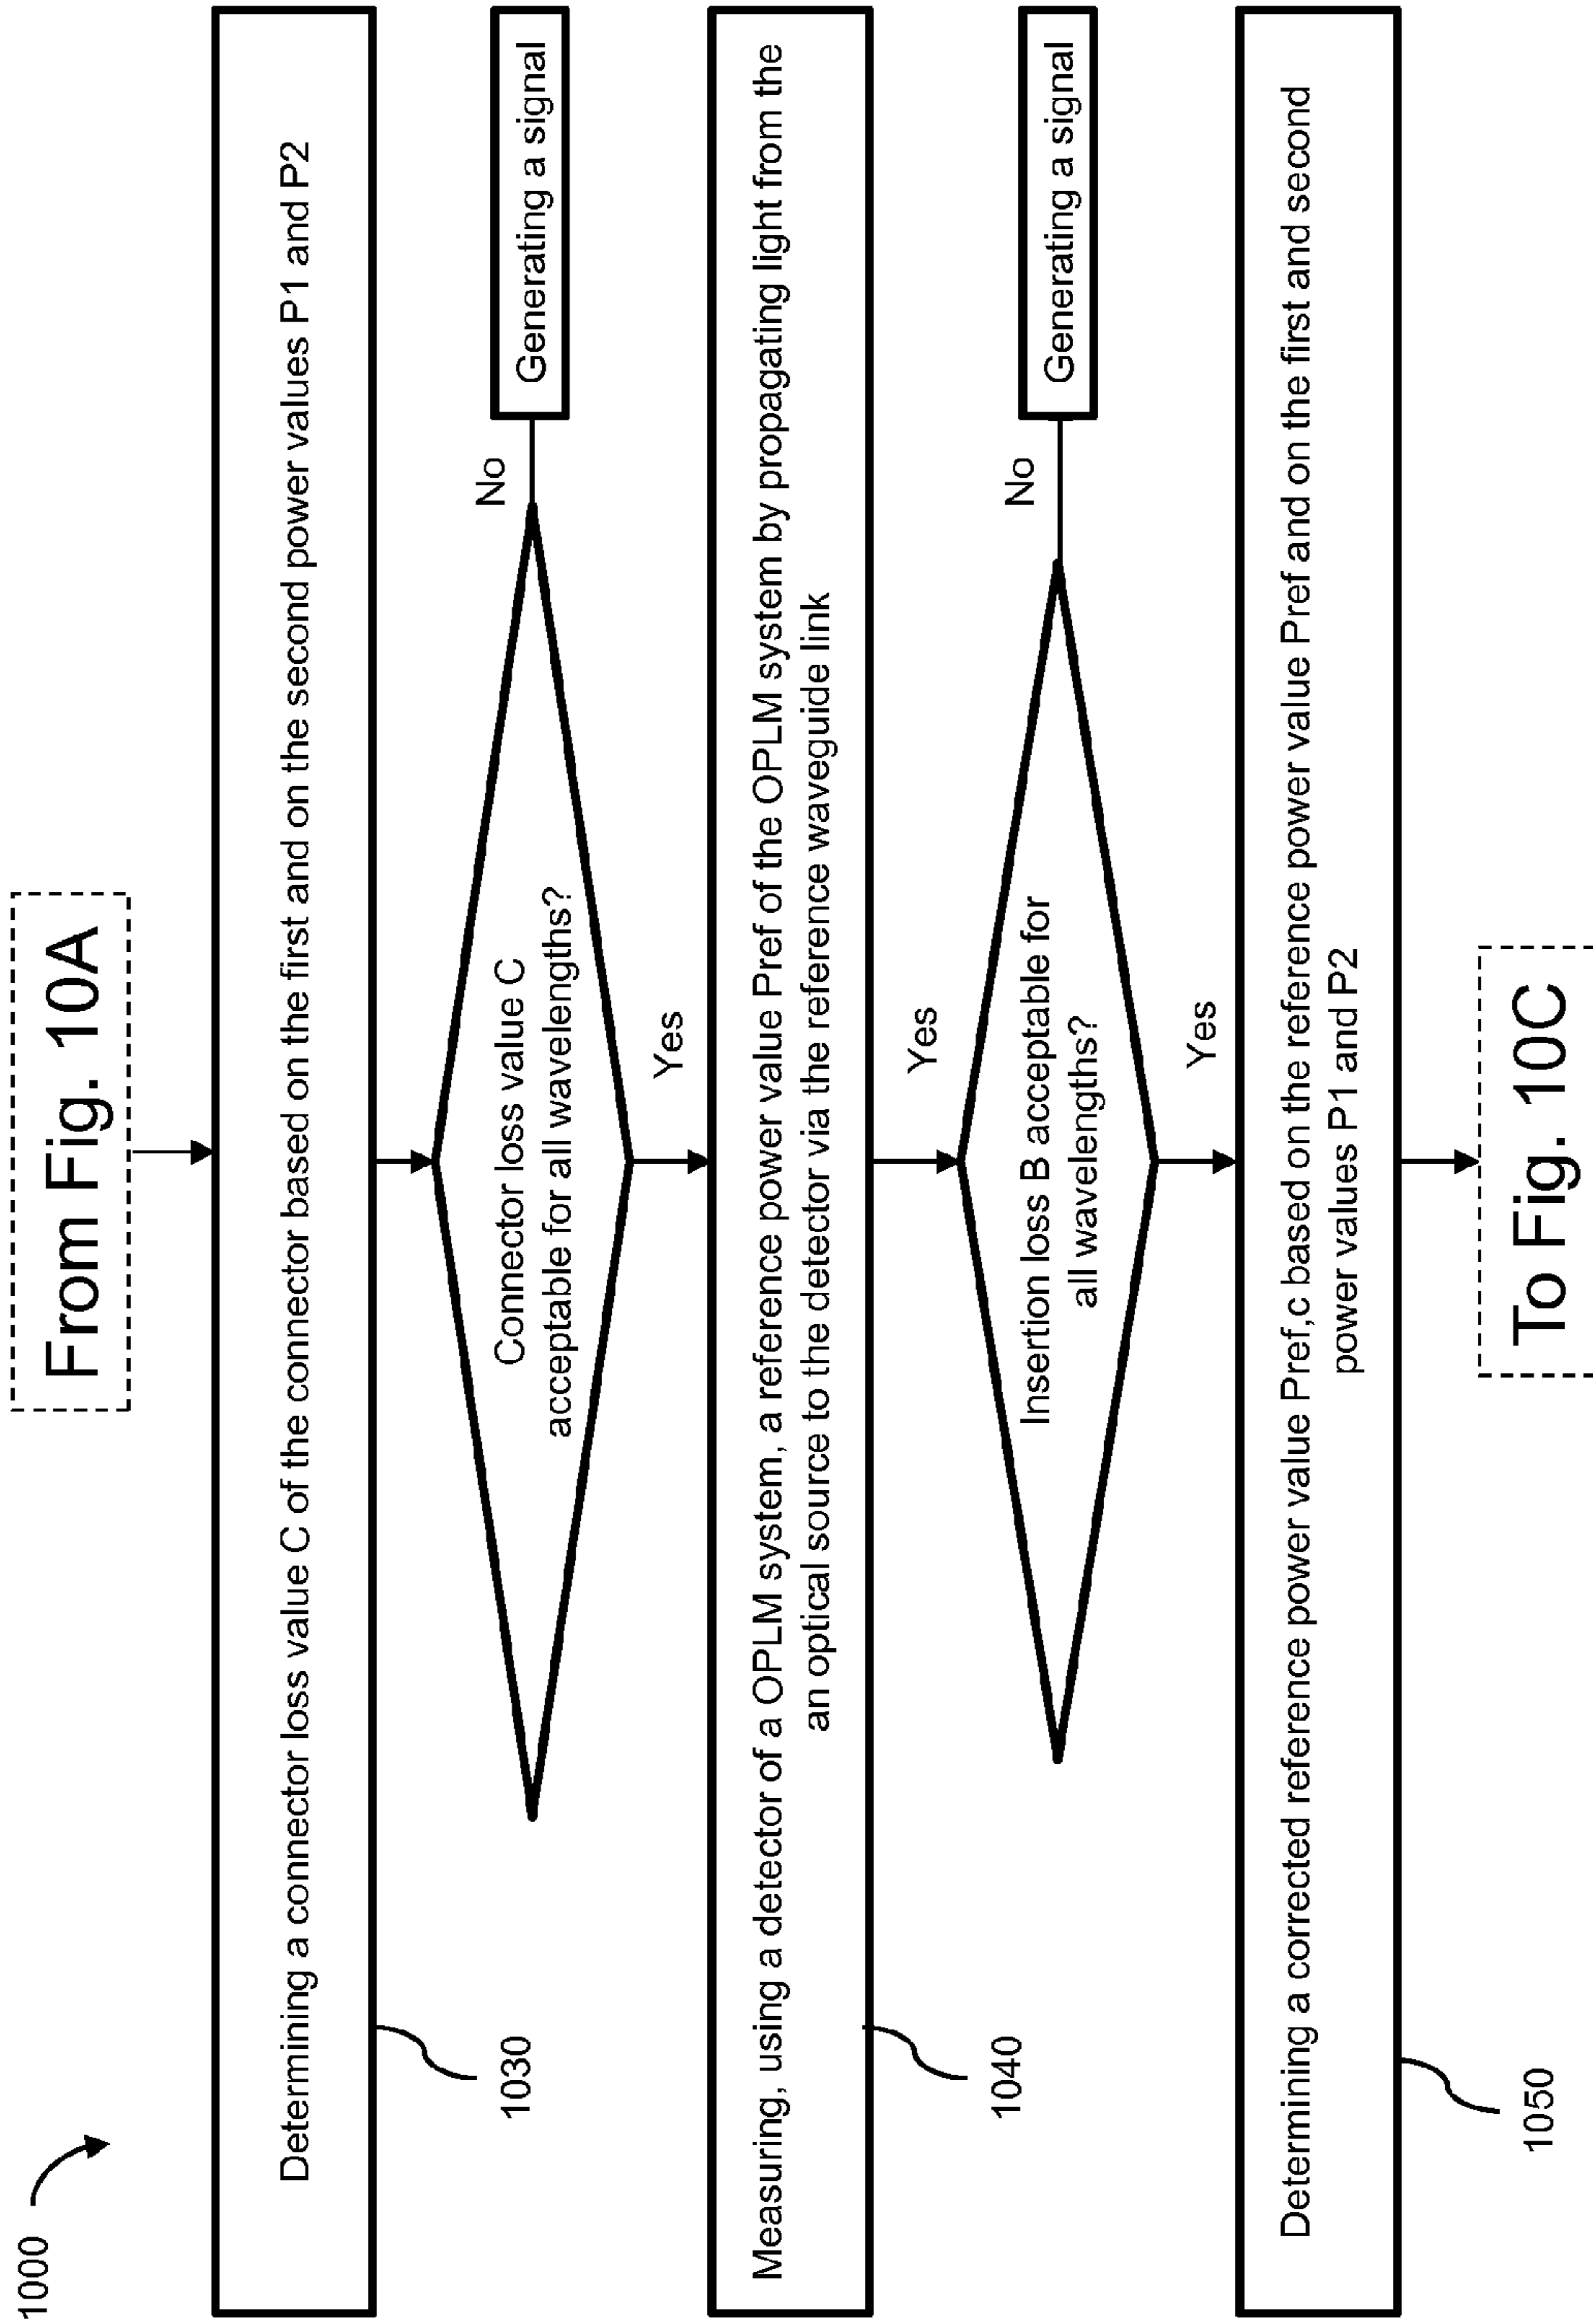 1000
From Fig. 10A
Determining a connector loss value C of the connector based on the first and on the second power values P1 and P2
1030
Connector loss value C
acceptable for all wavelengths?
No
Generating a signal
Yes
Measuring, using a detector of a OPLM system, a reference power value Pref of the OPLM system by propagating light from the
an optical source to the detector via the reference waveguide link
1040
Yes
Insertion loss B acceptable for
all wavelengths?
No
Generating a signal
Yes
Determining a corrected reference power value Pref,c based on the reference power value Pref and on the first and second
power values P1 and P2
1050
To Fig. 10C